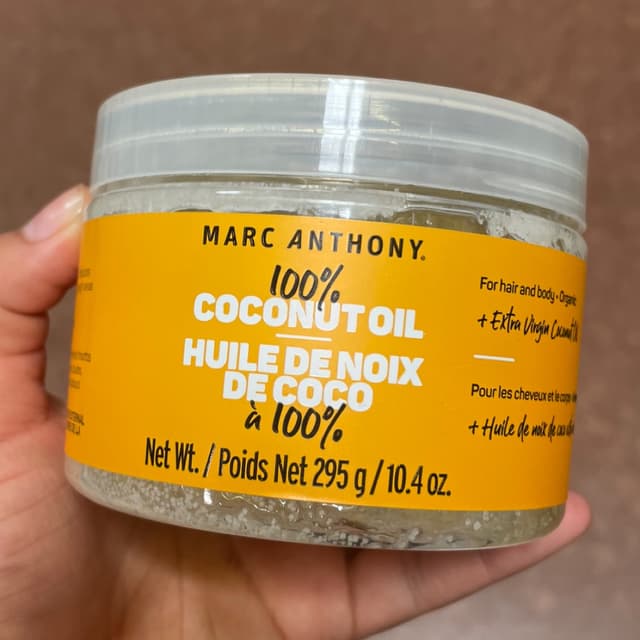 MARC ANTHONY®
100%
COCONUT OIL
HUILE DE NOIX
DE COCO
à 100%
Net Wt. / Poids Net 295 g / 10.4 oz.
For hair and body • Organic
+ Extra Virgin Coconut Oil
Pour les cheveux et le corps •
+ Huile de noix de coco